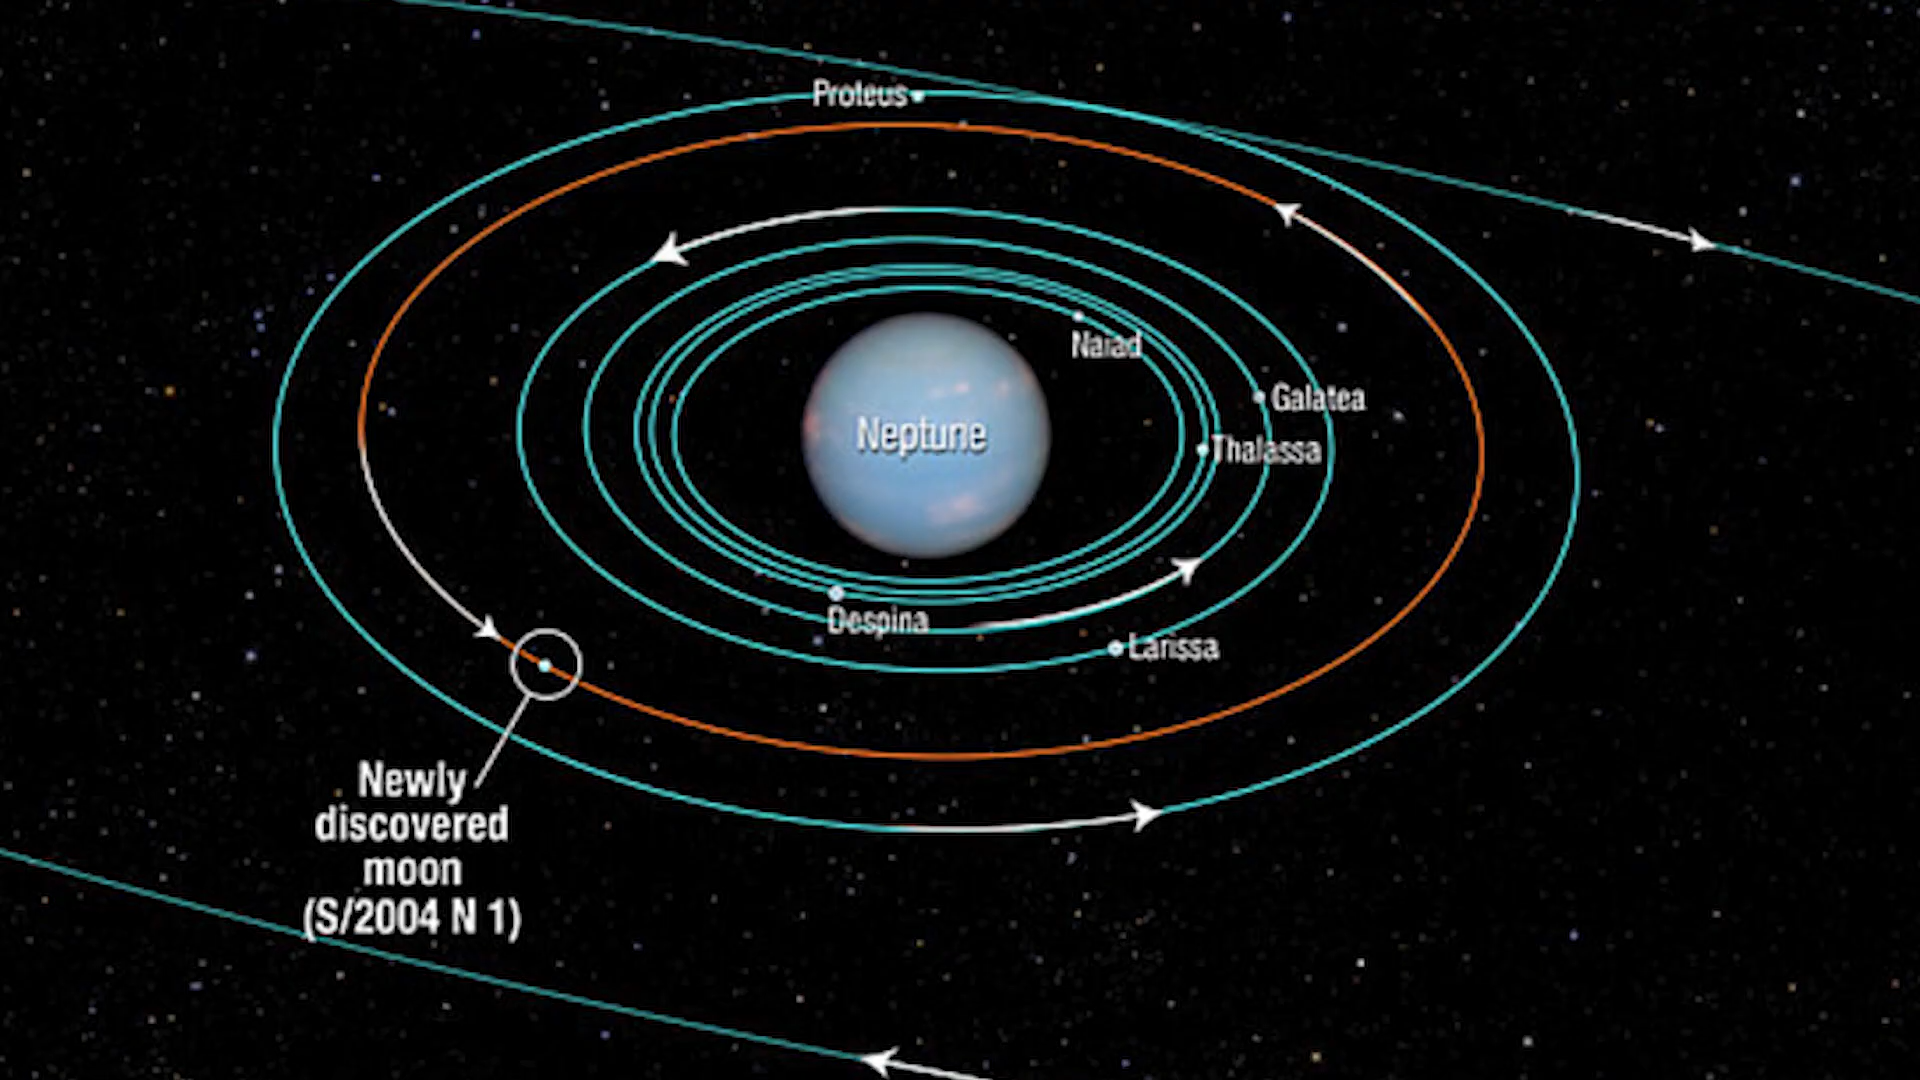 Proteus
Naiad
Galatea
Neptune
Thalassa
Despina
Larissa
Newly
discovered
moon
(S/2004 N 1)